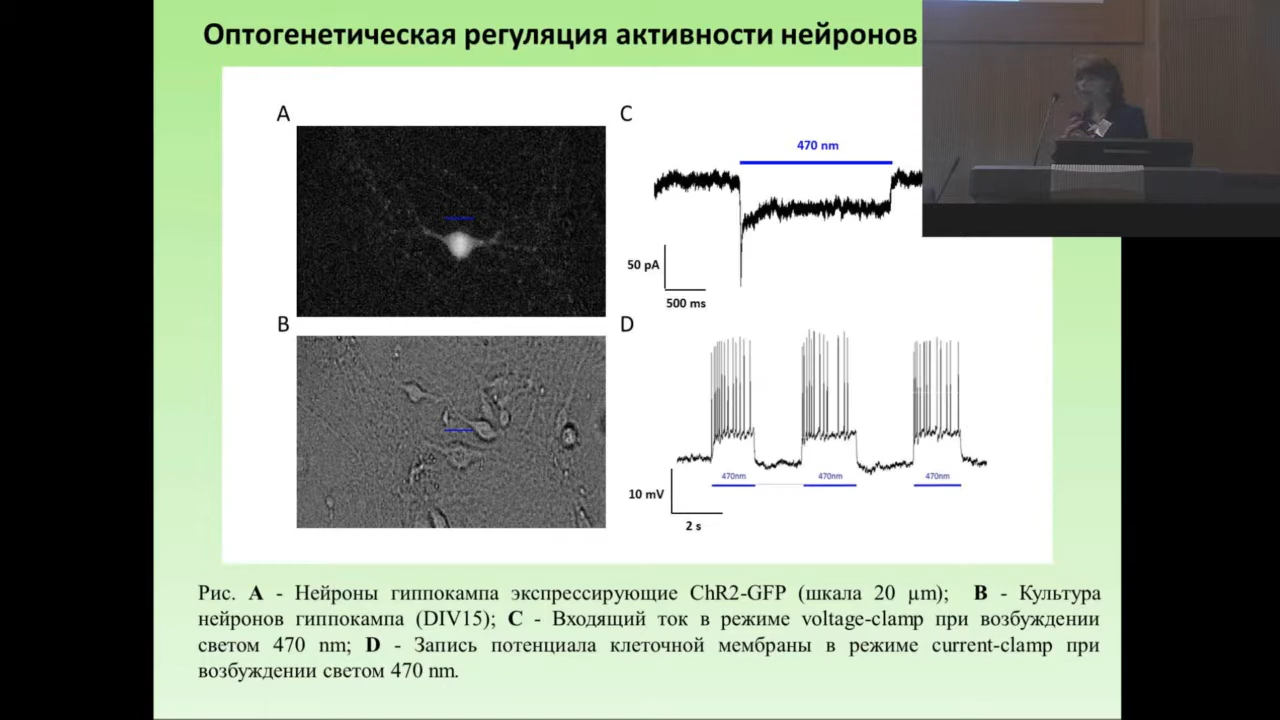 Оптогенетическая регуляция активности нейронов
A
C
470 nm
50 pA
500 ms
B
D
470nm
470nm
470nm
10 mV
2 s
Рис. A - Нейроны гиппокампа экспрессирующие ChR2-GFP (шкала 20 µm); B - Культура
нейронов гиппокампа (DIV15); C - Входящий ток в режиме voltage-clamp при возбуждении
светом 470 nm; D - Запись потенциала клеточной мембраны в режиме current-clamp при
возбуждении светом 470 nm.